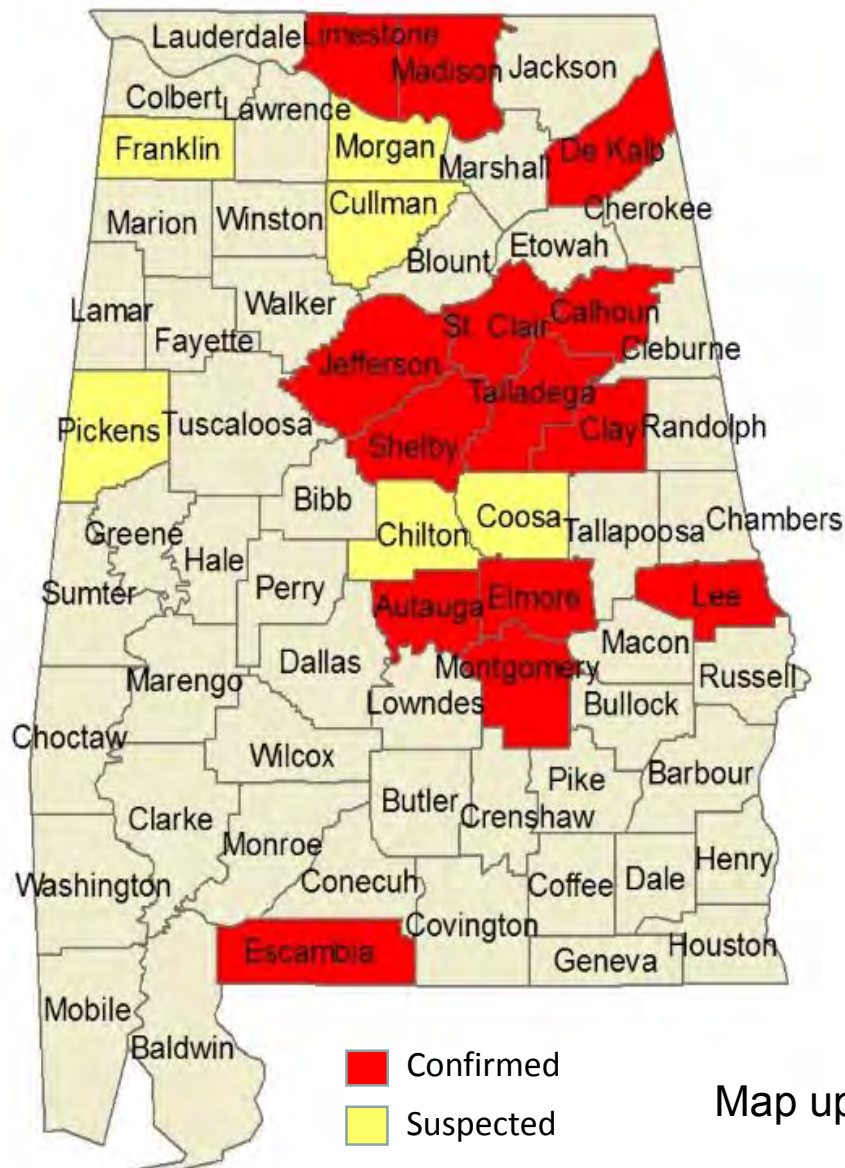 Lauderdale
Limestone
Madison
Jackson
Colbert
Lawrence
Franklin
Morgan
Marshall
De Kalb
Cullman
Cherokee
Marion
Winston
Blount
Etowah
Lamar
Walker
Fayette
St. Clair
Calhoun
Jefferson
Cleburne
Talladega
Pickens
Tuscaloosa
Shelby
Clay
Randolph
Bibb
Greene
Hale
Chilton
Coosa
Tallapoosa
Chambers
Sumter
Perry
Autauga
Elmore
Lee
Macon
Dallas
Montgomery
Marengo
Lowndes
Bullock
Russell
Choctaw
Wilcox
Pike
Barbour
Clarke
Butler
Crenshaw
Monroe
Henry
Washington
Conecuh
Coffee
Dale
Covington
Escambia
Geneva
Houston
Mobile
Baldwin
Confirmed
Suspected
Map up